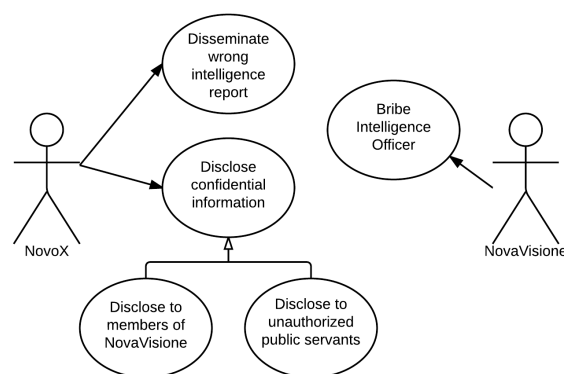 Disseminate
wrong
intelligence
report
Bribe
Intelligence
Officer
Disclose
confidential
information
NovoX
NovaVisione
Disclose to
members of
NovaVisione
Disclose to
unauthorized
public servants